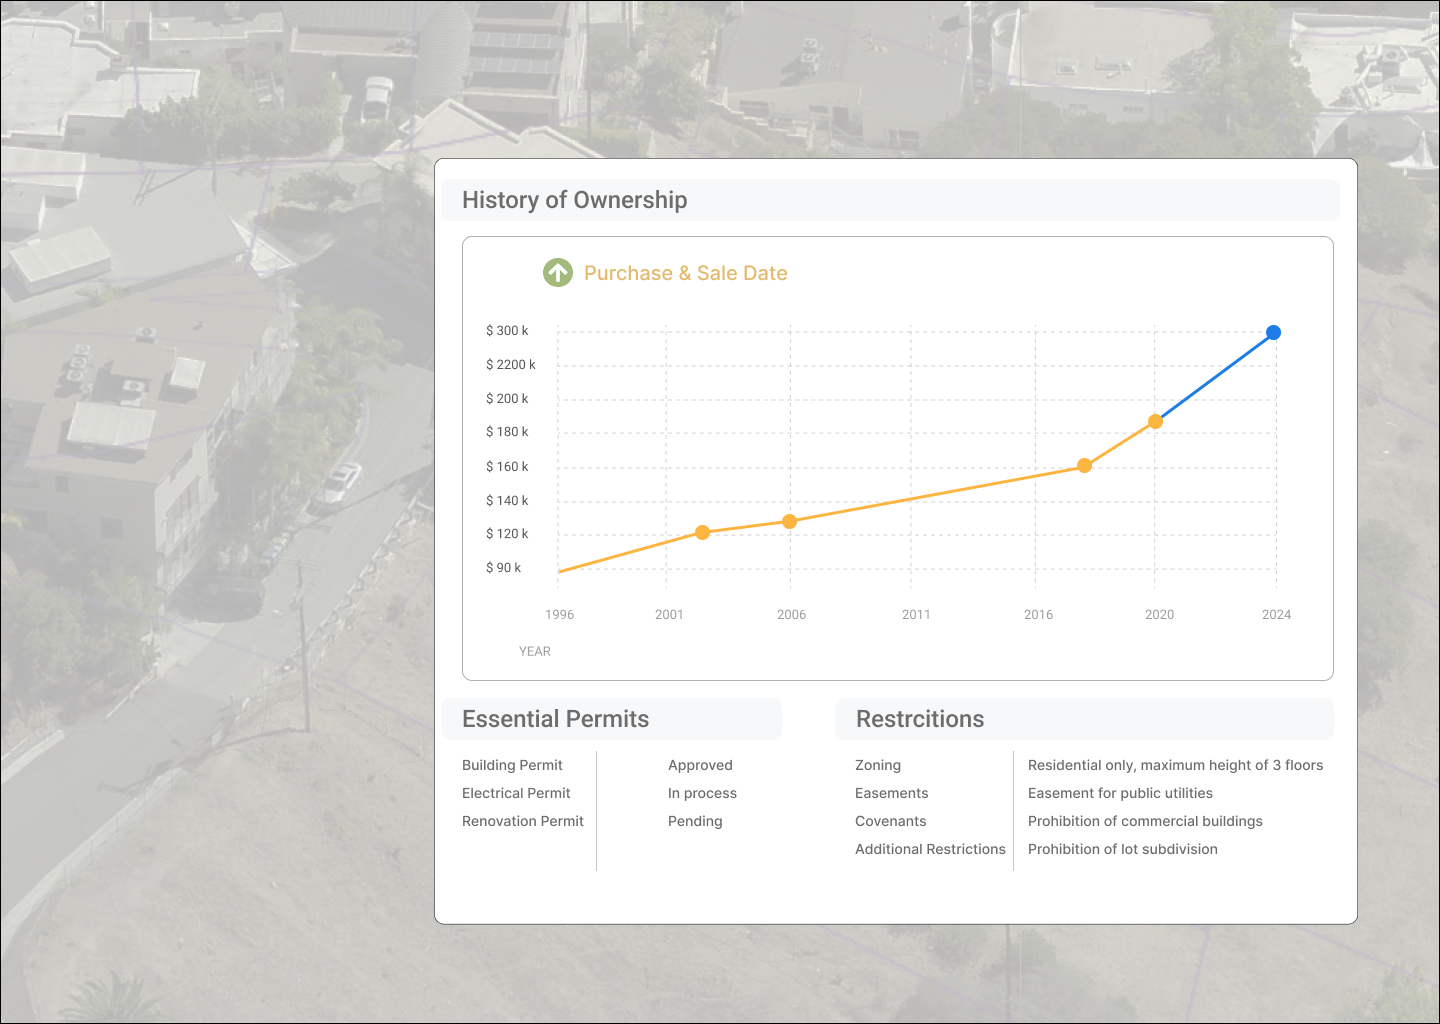 History of Ownership
Purchase & Sale Date
$ 300 k
$ 2200 k
$ 200 k
$ 180 k
$ 160 k
$ 140 k
$ 120 k
$ 90 k
1996 2001 2006 2011 2016 2020 2024
YEAR
Essential Permits
Building Permit Approved
Electrical Permit In process
Renovation Permit Pending
Restrcitions
Zoning Residential only, maximum height of 3 floors
Easements Easement for public utilities
Covenants Prohibition of commercial buildings
Additional Restrictions Prohibition of lot subdivision